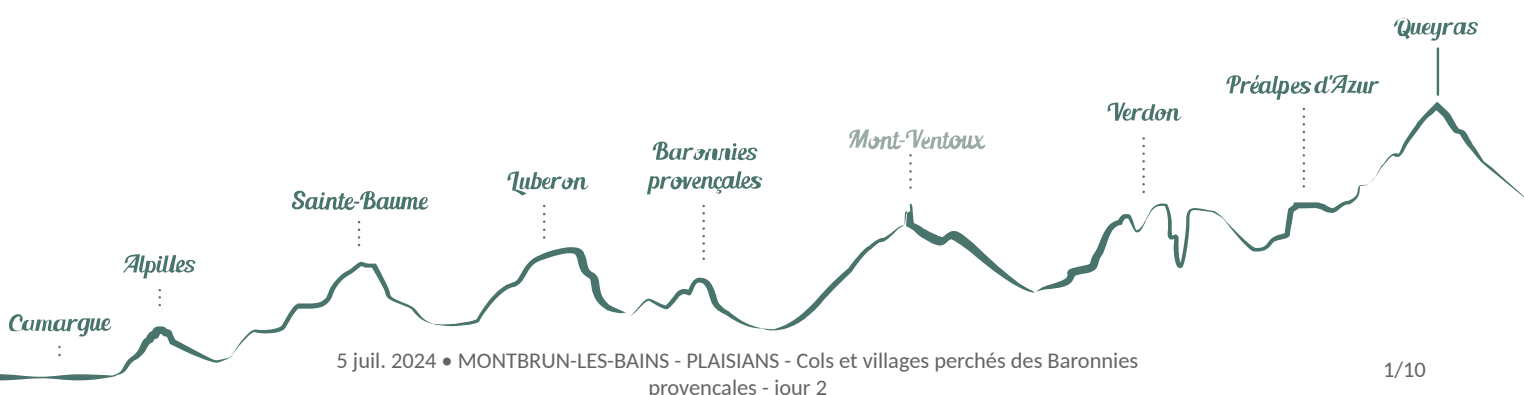 Queyras
Préalpes d'Azur
Verdon
Mont-Ventoux
Baronnies
provençales
Luberon
Sainte-Baume
Alpilles
Camargue
5 juil. 2024 • MONTBRUN-LES-BAINS - PLAISIANS - Cols et villages perchés des Baronnies
provençales - jour 2
1/10